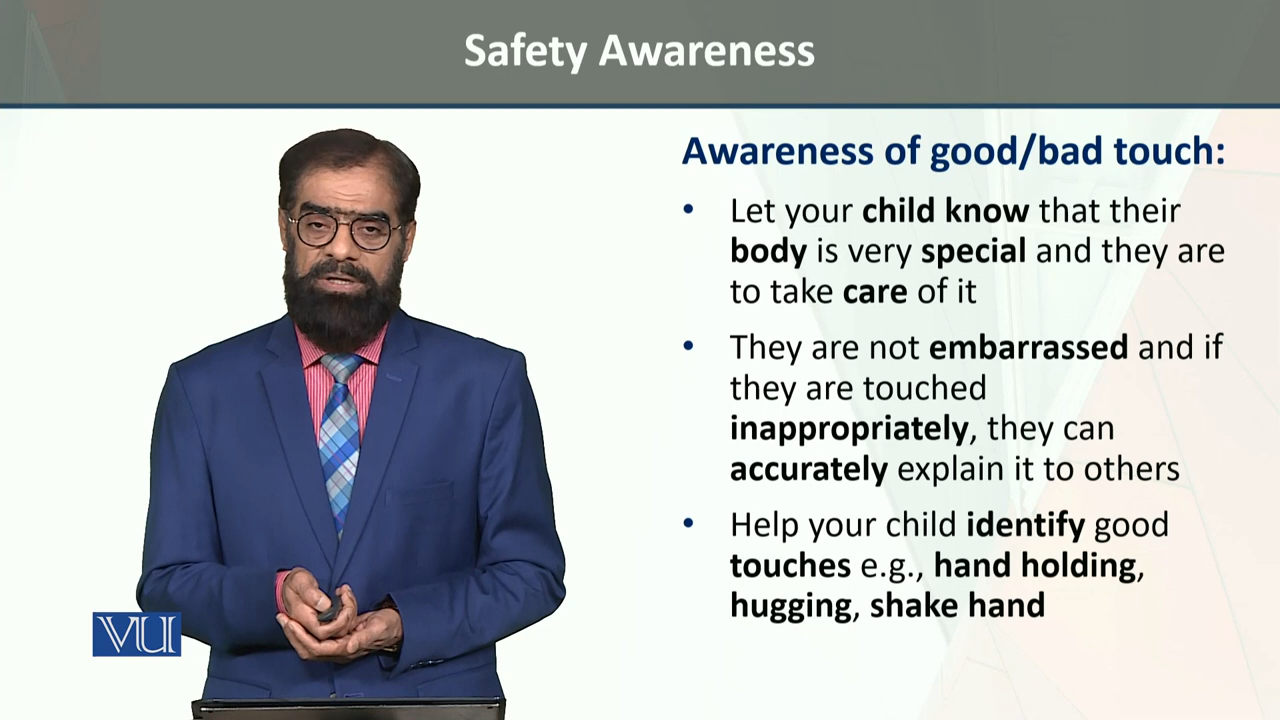 Safety Awareness
Awareness of good/bad touch:
• Let your child know that their
body is very special and they are
to take care of it
• They are not embarrassed and if
they are touched
inappropriately, they can
accurately explain it to others
• Help your child identify good
touches e.g., hand holding,
hugging, shake hand
VU